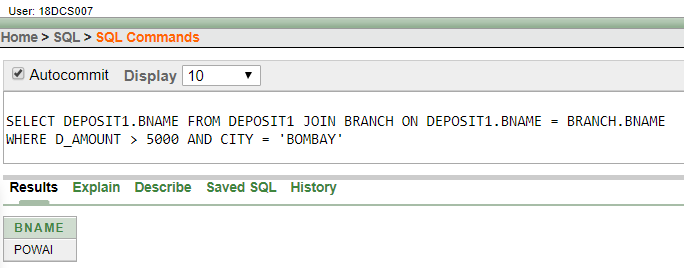 User: 18DCS007
Home > SQL > SQL Commands
Autocommit Display 10
SELECT DEPOSIT1.BNAME FROM DEPOSIT1 JOIN BRANCH ON DEPOSIT1.BNAME = BRANCH.BNAME
WHERE D_AMOUNT > 5000 AND CITY = 'BOMBAY'
Results Explain Describe Saved SQL History
BNAME
POWAI